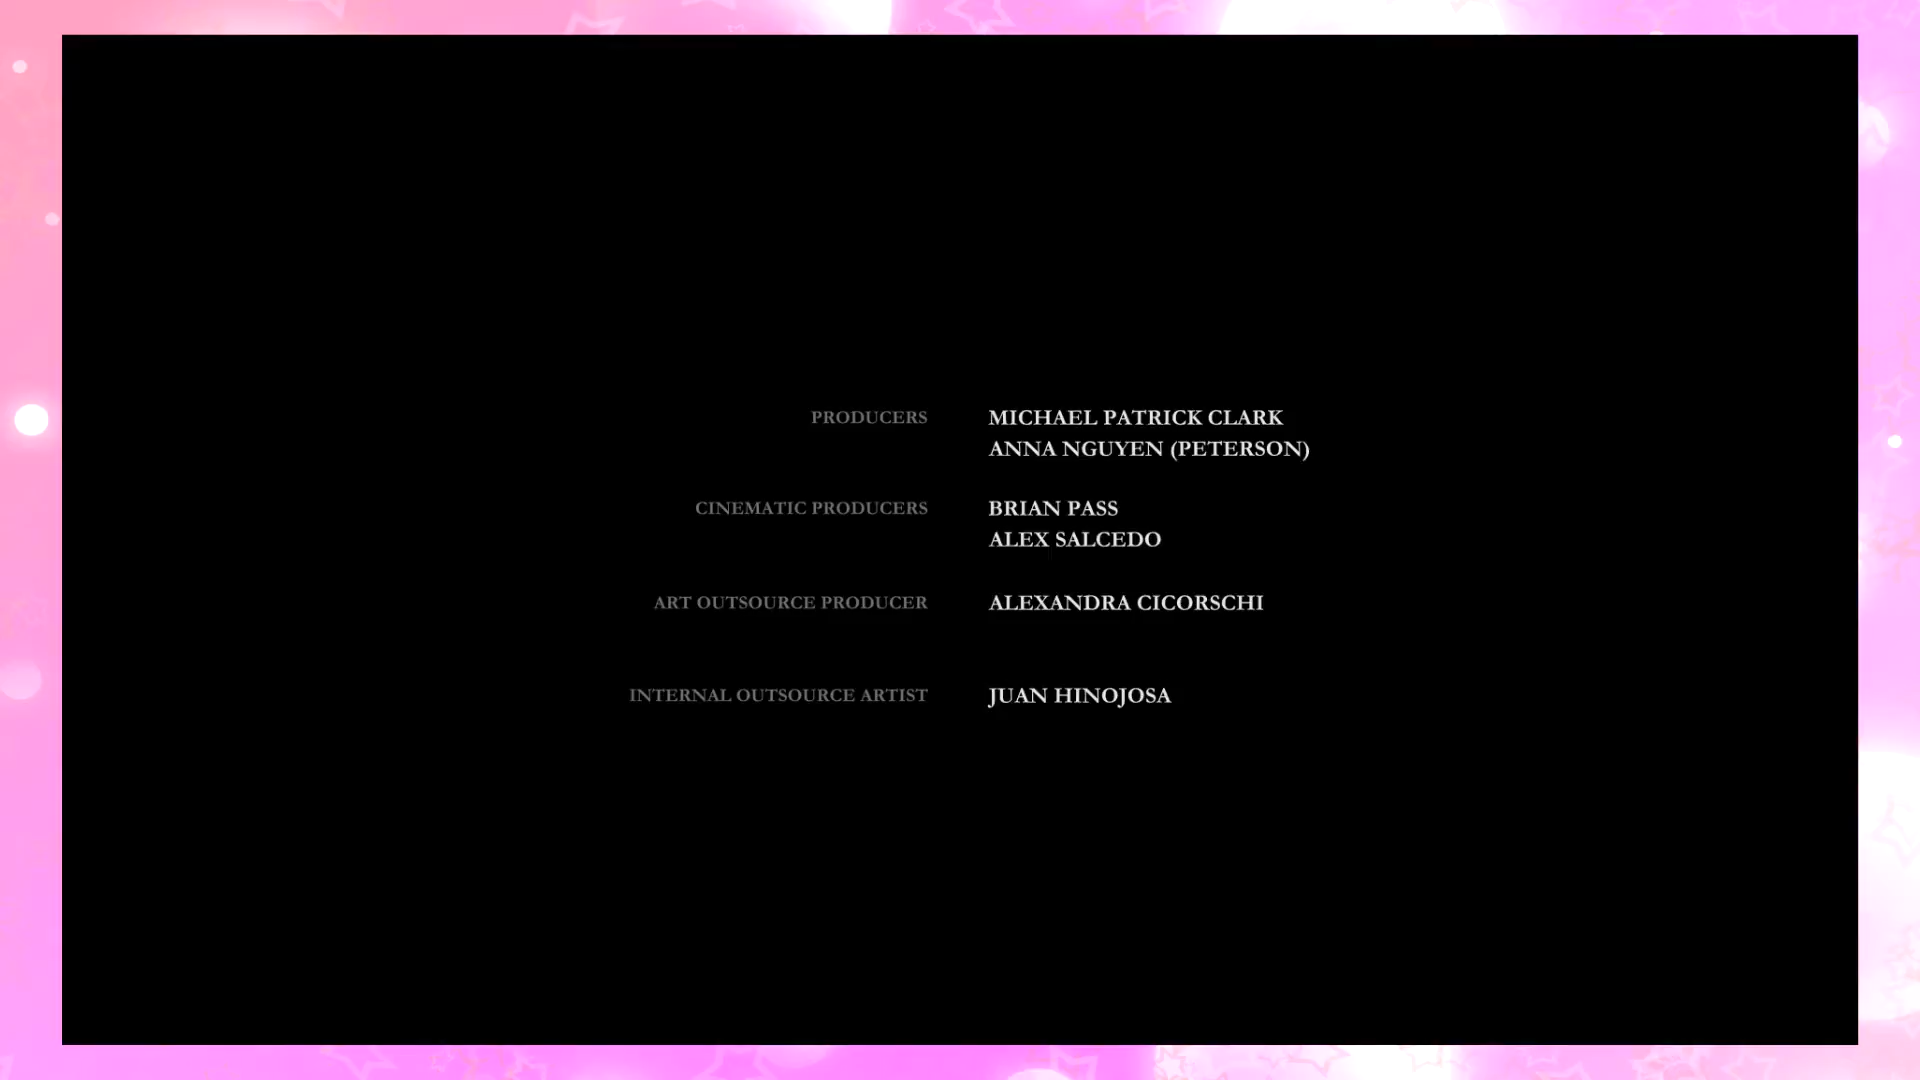 PRODUCERS MICHAEL PATRICK CLARK
ANNA NGUYEN (PETERSON)
CINEMATIC PRODUCERS BRIAN PASS
ALEX SALCEDO
ART OUTSOURCE PRODUCER ALEXANDRA CICORSCHI
INTERNAL OUTSOURCE ARTIST JUAN HINOJOSA